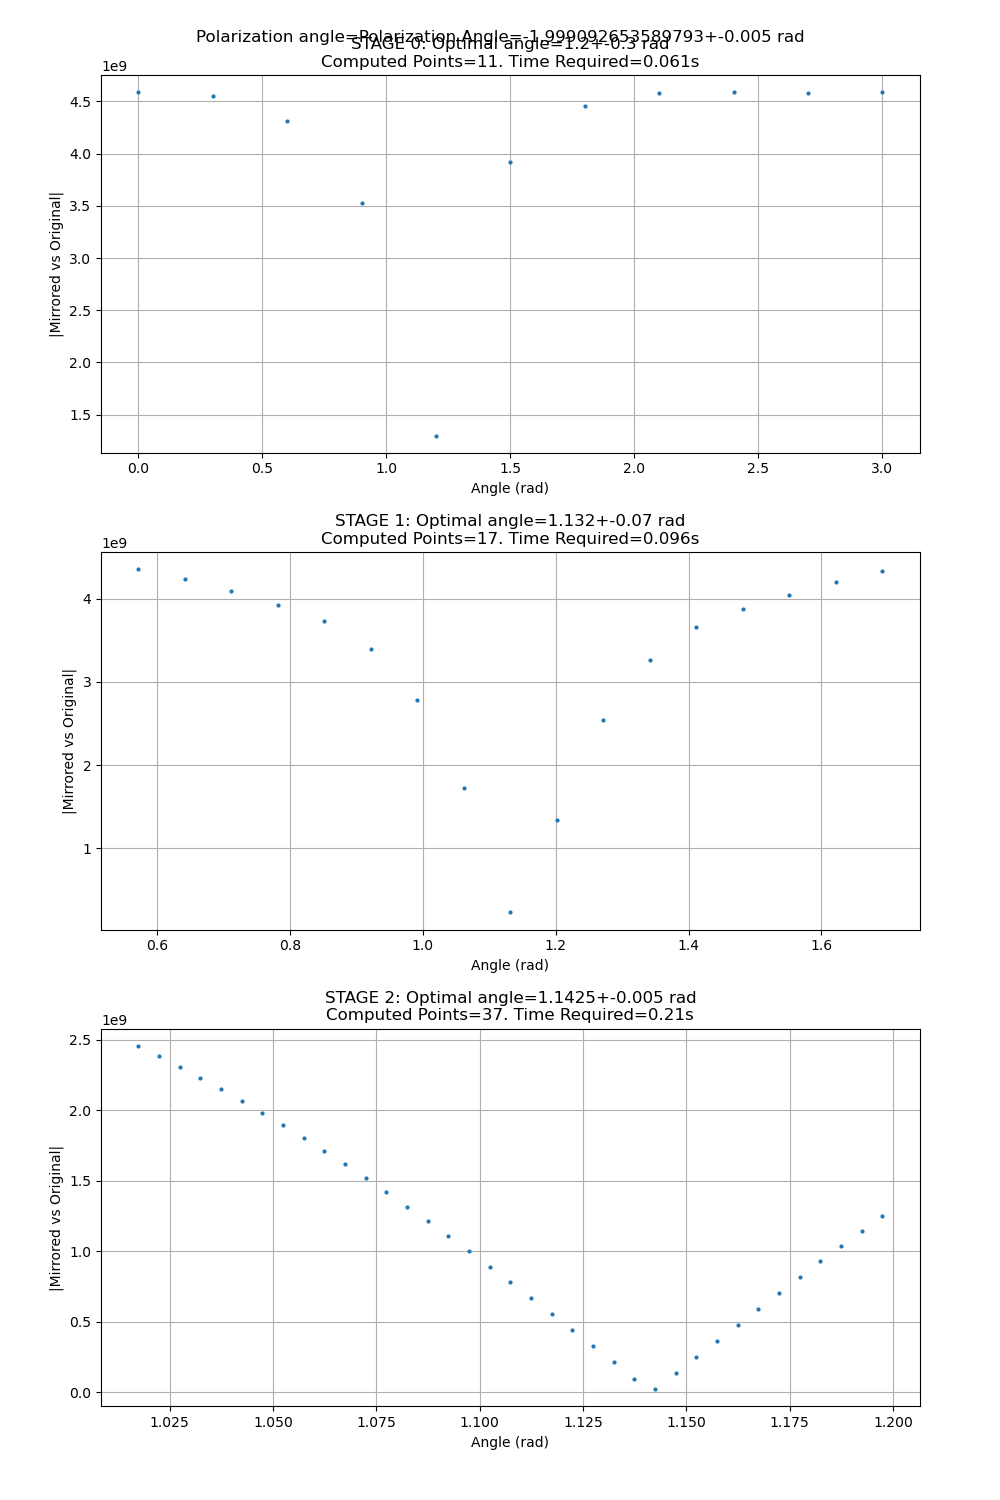 Polarization angle=Polarization Angle=-1.999092653589793+-0.005 rad
STAGE 0: Optimal angle=1.2+-0.3 rad
Computed Points=11. Time Required=0.061s
1e9
4.5
4.0
3.5
3.0
2.5
2.0
1.5
|Mirrored vs Original|
0.0 0.5 1.0 1.5 2.0 2.5 3.0
Angle (rad)
STAGE 1: Optimal angle=1.132+-0.07 rad
Computed Points=17. Time Required=0.096s
1e9
4
3
2
1
|Mirrored vs Original|
0.6 0.8 1.0 1.2 1.4 1.6
Angle (rad)
STAGE 2: Optimal angle=1.1425+-0.005 rad
Computed Points=37. Time Required=0.21s
1e9
2.5
2.0
1.5
1.0
0.5
0.0
|Mirrored vs Original|
1.025 1.050 1.075 1.100 1.125 1.150 1.175 1.200
Angle (rad)